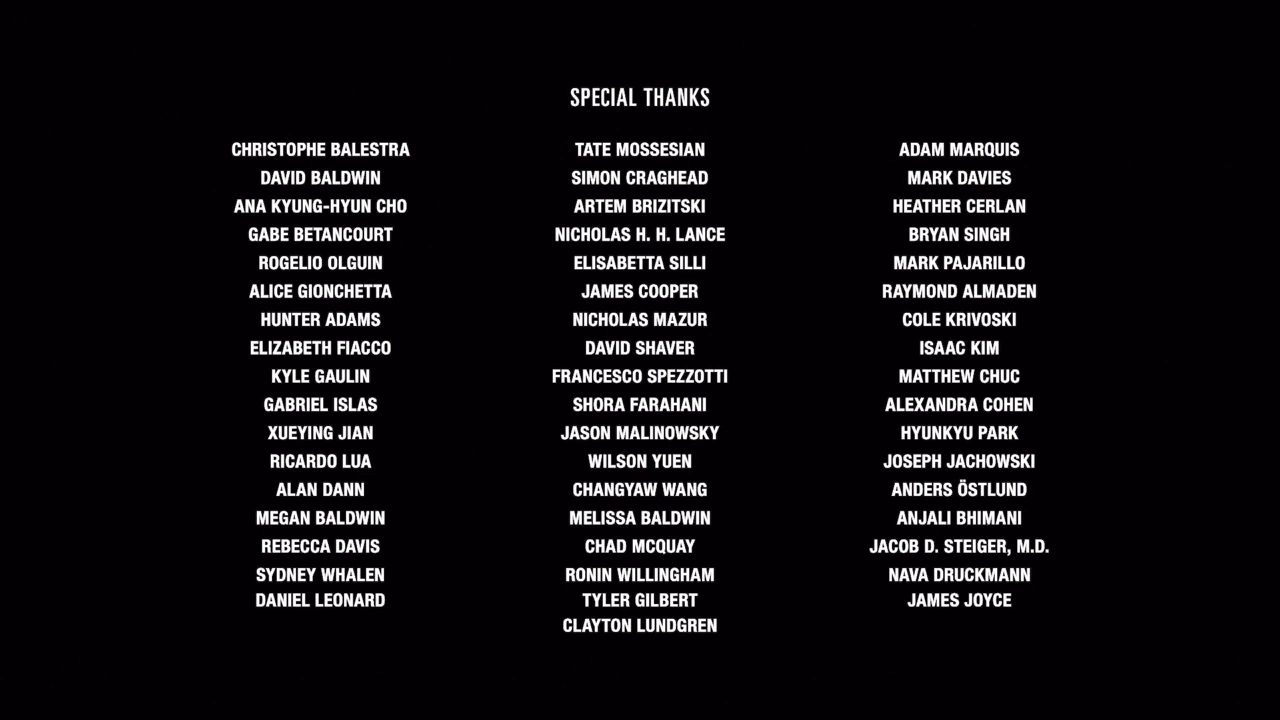 SPECIAL THANKS
CHRISTOPHE BALESTRA
DAVID BALDWIN
ANA KYUNG-HYUN CHO
GABE BETANCOURT
ROGELIO OLGUIN
ALICE GIONCHETTA
HUNTER ADAMS
ELIZABETH FIACCO
KYLE GAULIN
GABRIEL ISLAS
XUEYING JIAN
RICARDO LUA
ALAN DANN
MEGAN BALDWIN
REBECCA DAVIS
SYDNEY WHALEN
DANIEL LEONARD
TATE MOSSESIAN
SIMON CRAGHEAD
ARTEM BRIZITSKI
NICHOLAS H. H. LANCE
ELISABETTA SILLI
JAMES COOPER
NICHOLAS MAZUR
DAVID SHAVER
FRANCESCO SPEZZOTTI
SHORA FARAHANI
JASON MALINOWSKY
WILSON YUEN
CHANGYAW WANG
MELISSA BALDWIN
CHAD MCQUAY
RONIN WILLINGHAM
TYLER GILBERT
CLAYTON LUNDGREN
ADAM MARQUIS
MARK DAVIES
HEATHER CERLAN
BRYAN SINGH
MARK PAJARILLO
RAYMOND ALMADEN
COLE KRIVOSKI
ISAAC KIM
MATTHEW CHUC
ALEXANDRA COHEN
HYUNKYU PARK
JOSEPH JACHOWSKI
ANDERS ÖSTLUND
ANJALI BHIMANI
JACOB D. STEIGER, M.D.
NAVA DRUCKMANN
JAMES JOYCE